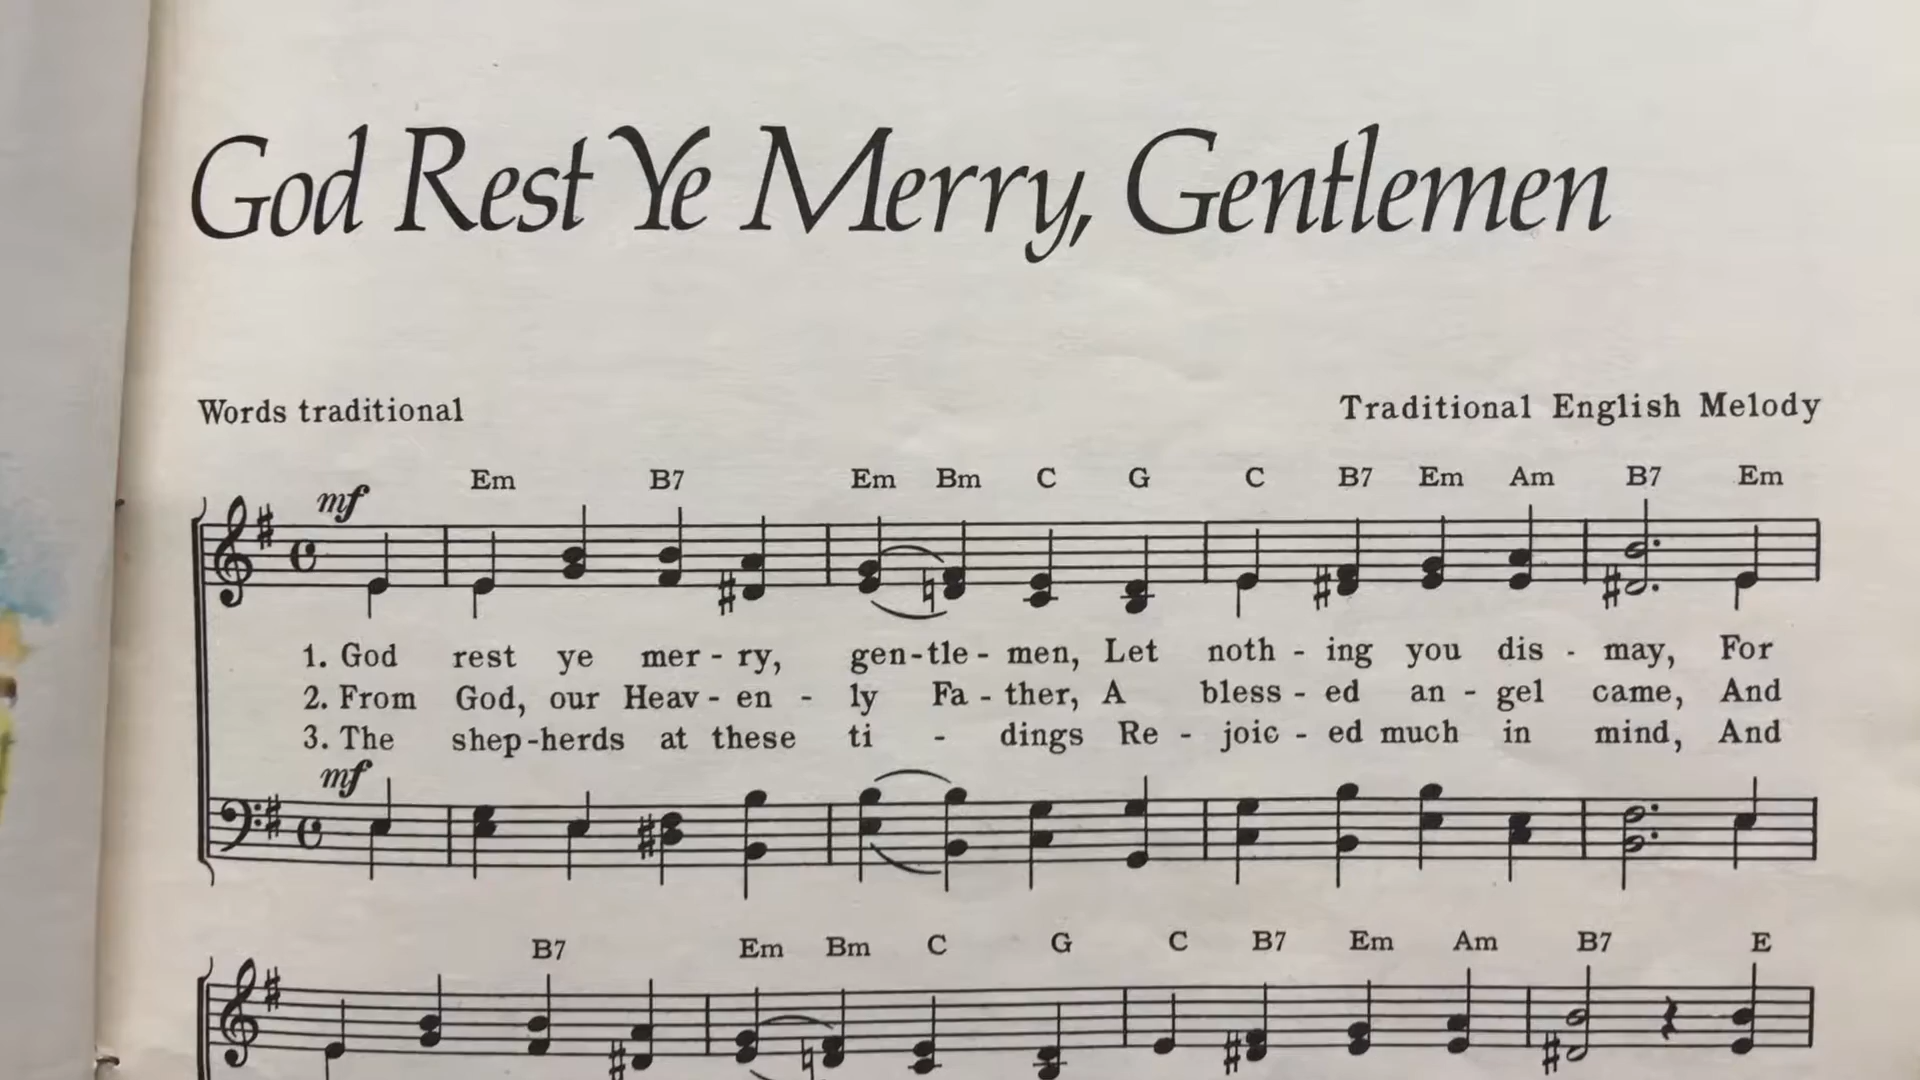 God Rest Ye Merry, Gentlemen
Words traditional
Traditional English Melody
Em B7 Em Bm C G C B7 Em Am B7 Em
mf
1. God rest ye mer - ry, gen - tle - men, Let noth - ing you dis - may, For
2. From God, our Heav - en - ly Fa - ther, A bless - ed an - gel came, And
3. The shep - herds at these ti - dings Re - joic - ed much in mind, And
mf
B7 Em Bm C G C B7 Em Am B7 E